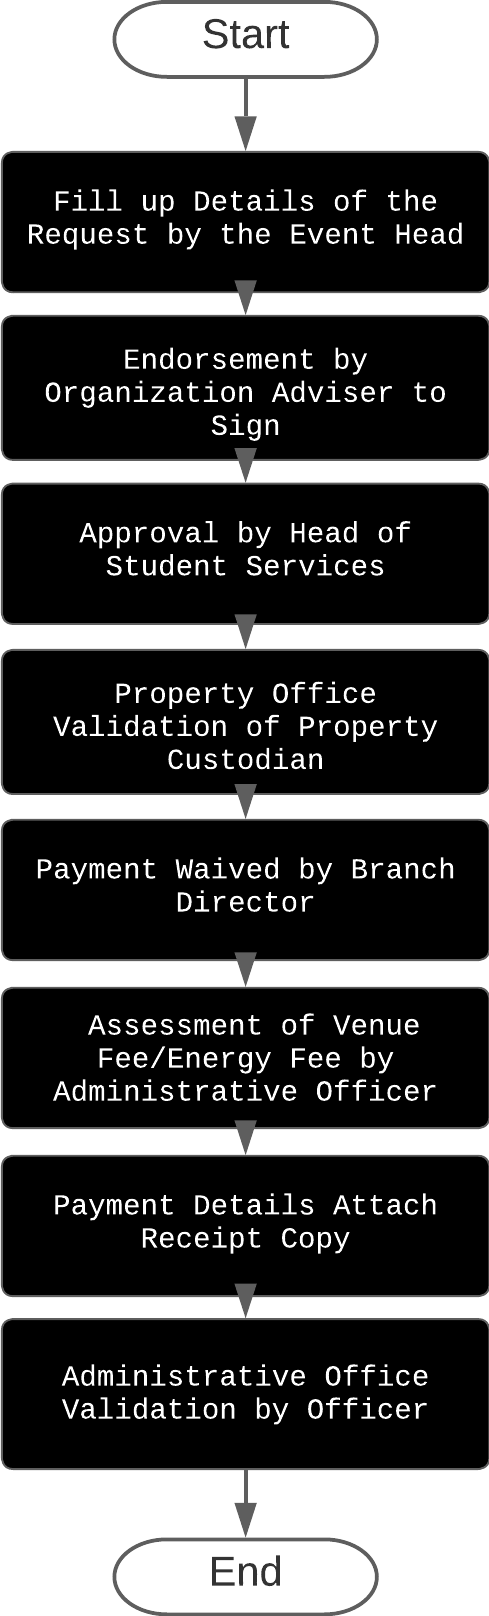 Start
Fill up Details of the
Request by the Event Head
Endorsement by
Organization Adviser to
Sign
Approval by Head of
Student Services
Property Office
Validation of Property
Custodian
Payment Waived by Branch
Director
Assessment of Venue
Fee/Energy Fee by
Administrative Officer
Payment Details Attach
Receipt Copy
Administrative Office
Validation by Officer
End